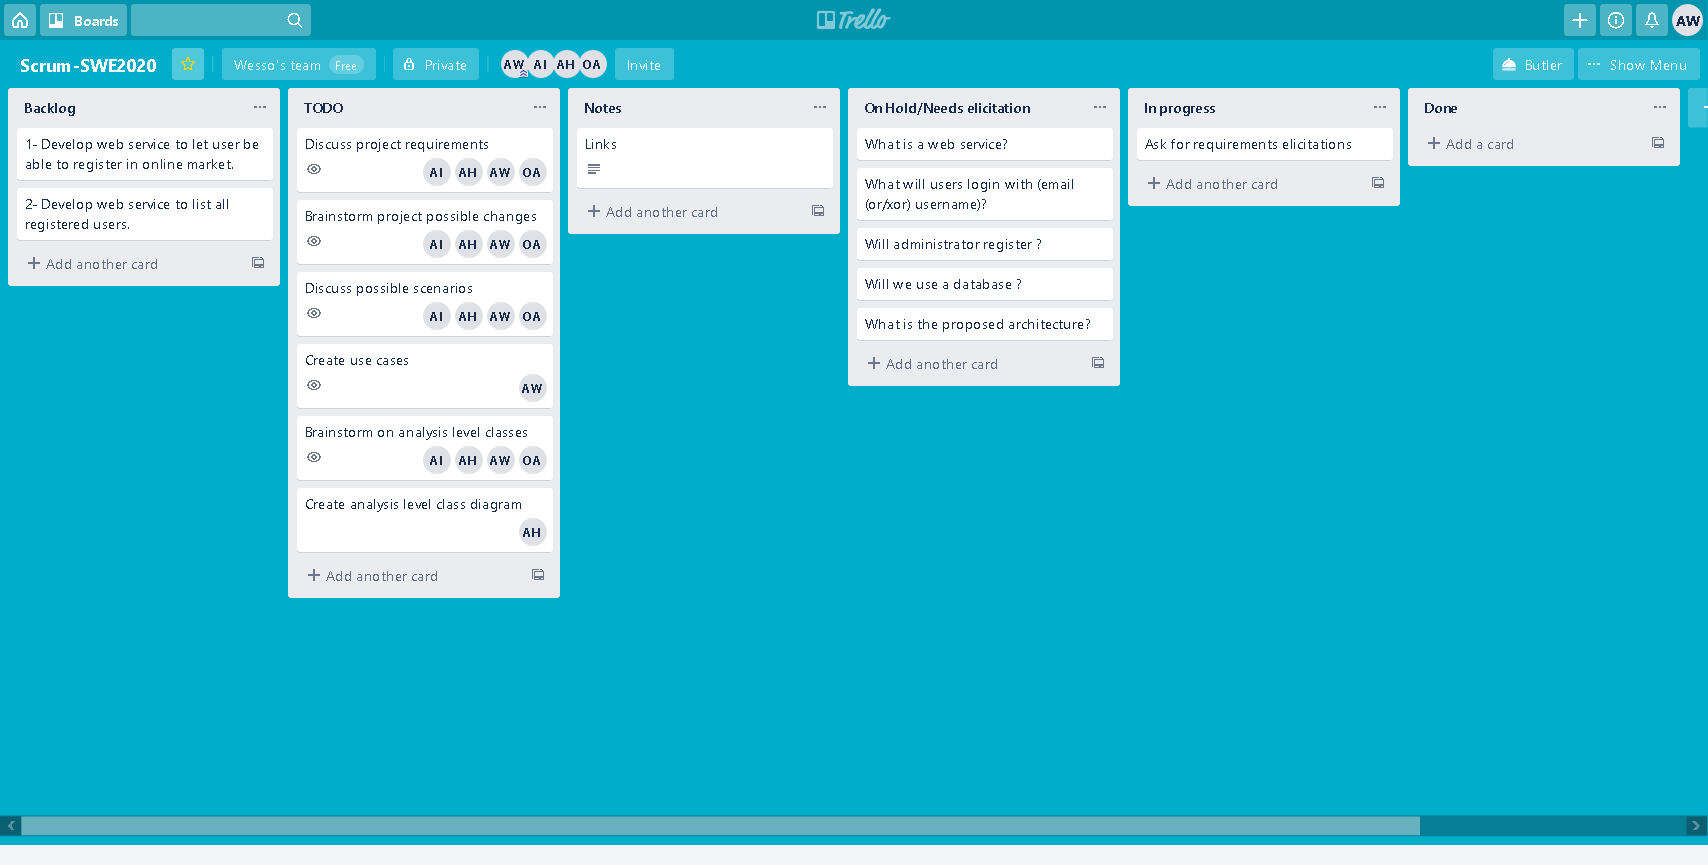 Boards
Trello
AW
Scrum-SWE2020
Wesso's team Free
Private
AW AI AH OA
Invite
Butler
... Show Menu
Backlog
1- Develop web service to let user be
able to register in online market.
2- Develop web service to list all
registered users.
+ Add another card
TODO
Discuss project requirements
AI AH AW OA
Brainstorm project possible changes
AI AH AW OA
Discuss possible scenarios
AI AH AW OA
Create use cases
AW
Brainstorm on analysis level classes
AI AH AW OA
Create analysis level class diagram
AH
+ Add another card
Notes
Links
+ Add another card
On Hold/Needs elicitation
What is a web service?
What will users login with (email
(or/xor) username)?
Will administrator register ?
Will we use a database ?
What is the proposed architecture?
+ Add another card
In progress
Ask for requirements elicitations
+ Add another card
Done
+ Add a card